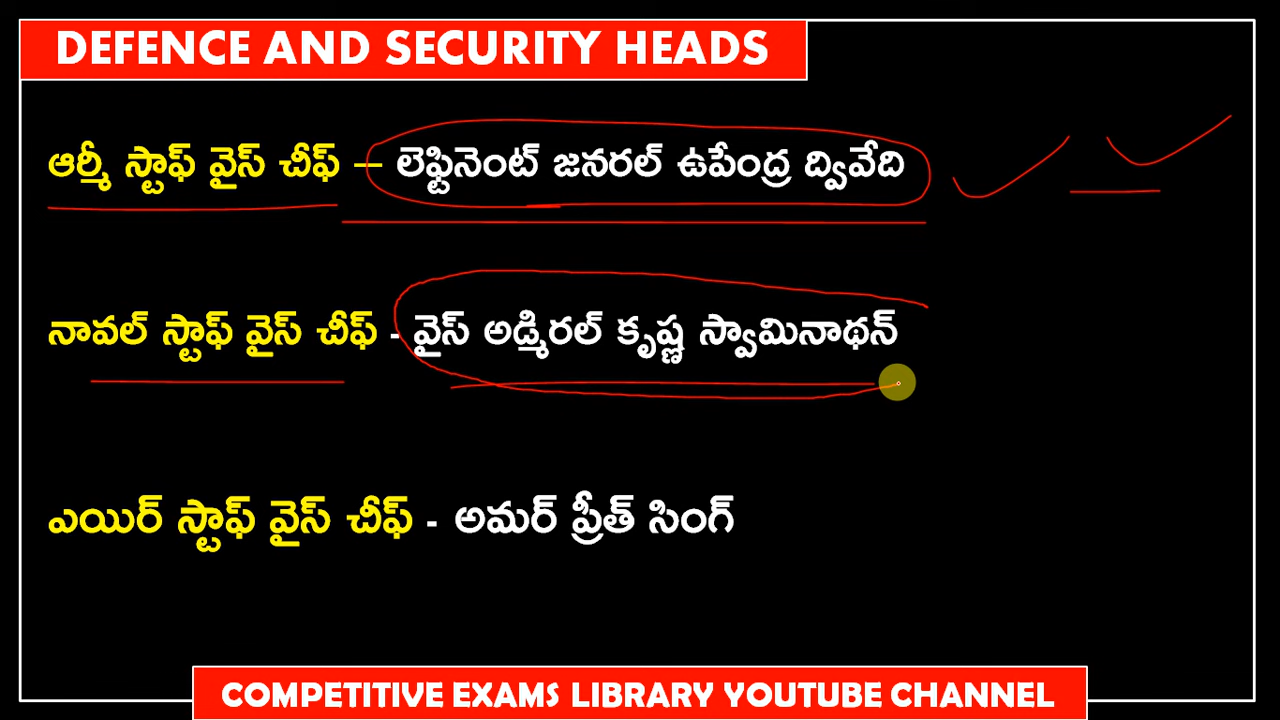 DEFENCE AND SECURITY HEADS
ఆర్మీ స్టాఫ్ వైస్ చీఫ్ – లెఫ్టినెంట్ జనరల్ ఉపేంద్ర ద్వివేది
నావల్ స్టాఫ్ వైస్ చీఫ్ - వైస్ అడ్మిరల్ కృష్ణ స్వామినాథన్
ఎయిర్ స్టాఫ్ వైస్ చీఫ్ - అమర్ ప్రీత్ సింగ్
COMPETITIVE EXAMS LIBRARY YOUTUBE CHANNEL